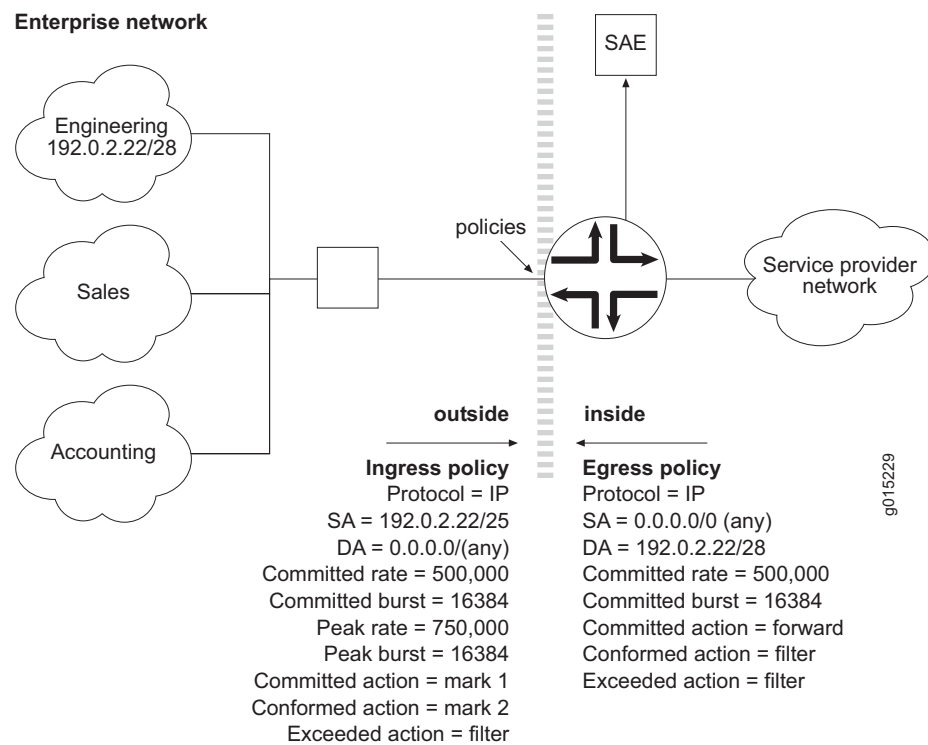 Enterprise network
SAE
Engineering
192.0.2.22/28
policies
Sales
Service provider
network
Accounting
outside
inside
Ingress policy
Protocol = IP
SA = 192.0.2.22/25
DA = 0.0.0.0/(any)
Committed rate = 500,000
Committed burst = 16384
Peak rate = 750,000
Peak burst = 16384
Committed action = mark 1
Conformed action = mark 2
Exceeded action = filter
Egress policy
Protocol = IP
SA = 0.0.0.0/0 (any)
DA = 192.0.2.22/28
Committed rate = 500,000
Committed burst = 16384
Committed action = forward
Conformed action = filter
Exceeded action = filter
g015229